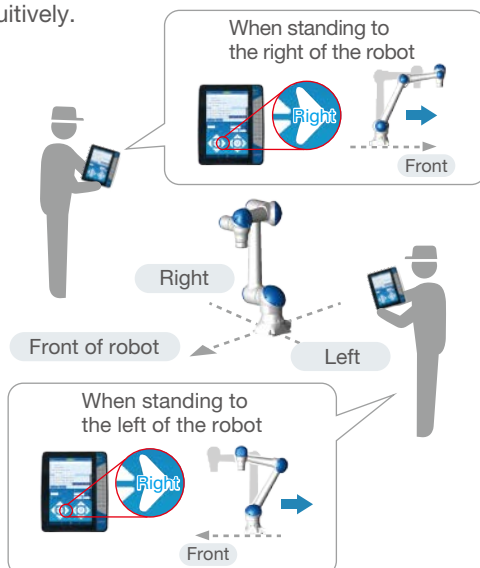 uitively.
When standing to
the right of the robot
Right
Front
Right
Front of robot
Left
When standing to
the left of the robot
Right
Front